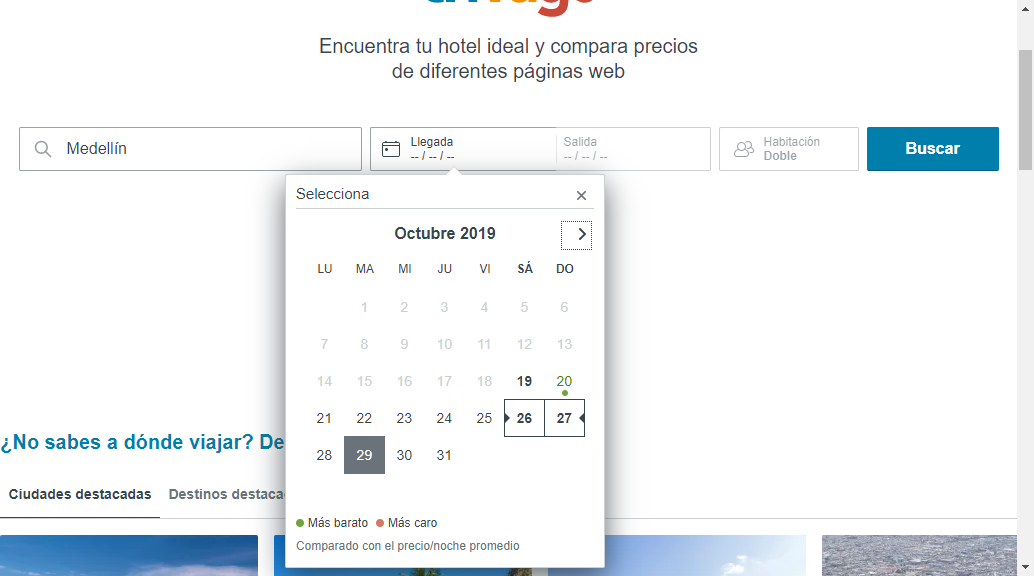 Encuentra tu hotel ideal y compara precios
de diferentes páginas web
Medellín
Llegada
-- / -- / --
Salida
-- / -- / --
Habitación
Doble
Buscar
Selecciona
Octubre 2019
LU MA MI JU VI SÁ DO
1 2 3 4 5 6
7 8 9 10 11 12 13
14 15 16 17 18 19 20
21 22 23 24 25 26 27
28 29 30 31
Más barato Más caro
Comparado con el precio/noche promedio
¿No sabes a dónde viajar? De
Ciudades destacadas Destinos destaca